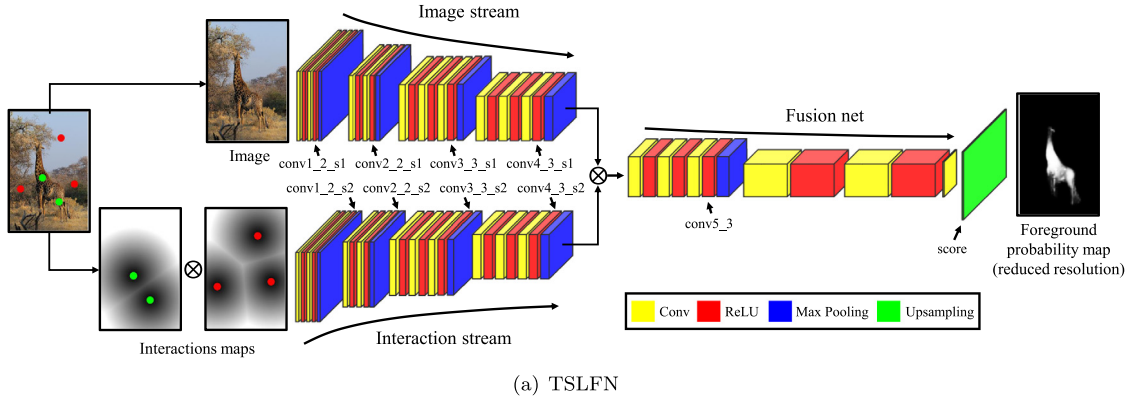 Image stream
Image
conv1_2_s1 conv2_2_s1 conv3_3_s1 conv4_3_s1
conv1_2_s2 conv2_2_s2 conv3_3_s2 conv4_3_s2
Interactions maps
Interaction stream
Fusion net
conv5_3
score
Foreground
probability map
(reduced resolution)
Conv ReLU Max Pooling Upsampling
(a) TSLFN